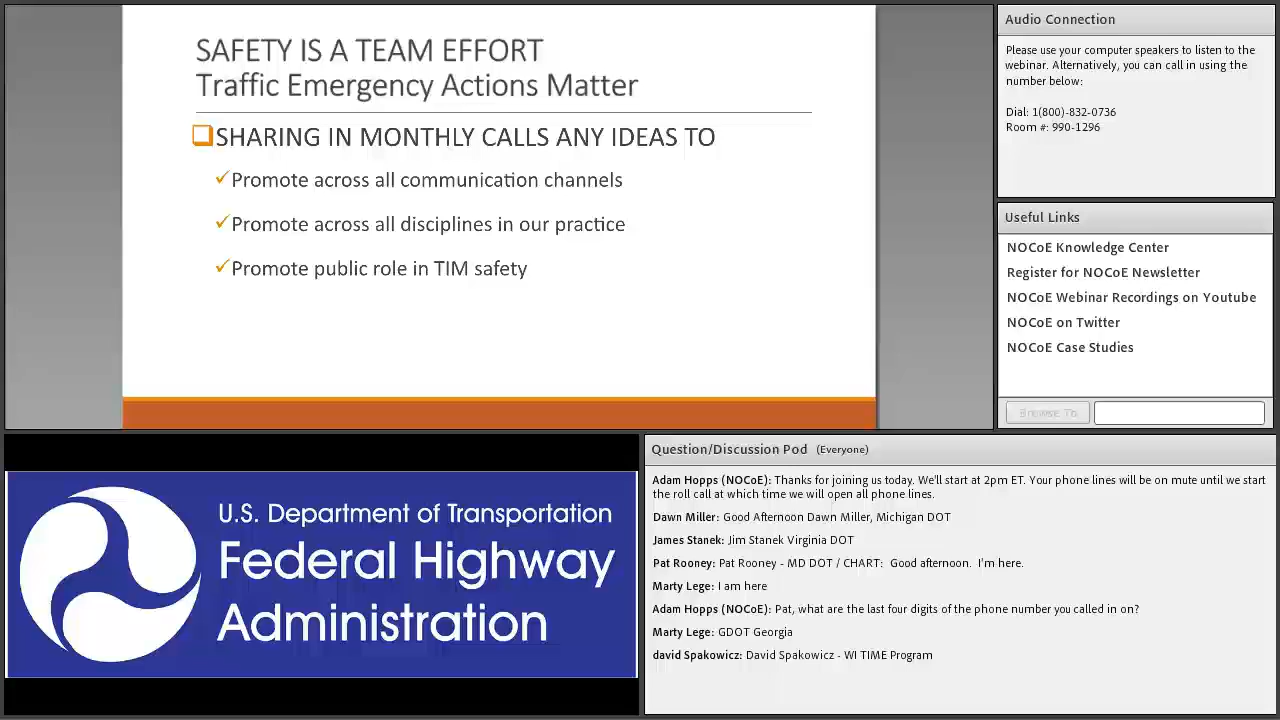 SAFETY IS A TEAM EFFORT
Traffic Emergency Actions Matter
SHARING IN MONTHLY CALLS ANY IDEAS TO
Promote across all communication channels
Promote across all disciplines in our practice
Promote public role in TIM safety
Audio Connection
Please use your computer speakers to listen to the
webinar. Alternatively, you can call in using the
number below:
Dial: 1(800)-832-0736
Room #: 990-1296
Useful Links
NOCoE Knowledge Center
Register for NOCoE Newsletter
NOCoE Webinar Recordings on Youtube
NOCoE on Twitter
NOCoE Case Studies
Browse To
U.S. Department of Transportation
Federal Highway
Administration
Question/Discussion Pod (Everyone)
Adam Hopps (NOCoE): Thanks for joining us today. We'll start at 2pm ET. Your phone lines will be on mute until we start
the roll call at which time we will open all phone lines.
Dawn Miller: Good Afternoon Dawn Miller, Michigan DOT
James Stanek: Jim Stanek Virginia DOT
Pat Rooney: Pat Rooney - MD DOT / CHART: Good afternoon. I'm here.
Marty Lege: I am here
Adam Hopps (NOCoE): Pat, what are the last four digits of the phone number you called in on?
Marty Lege: GDOT Georgia
david Spakowicz: David Spakowicz - WI TIME Program